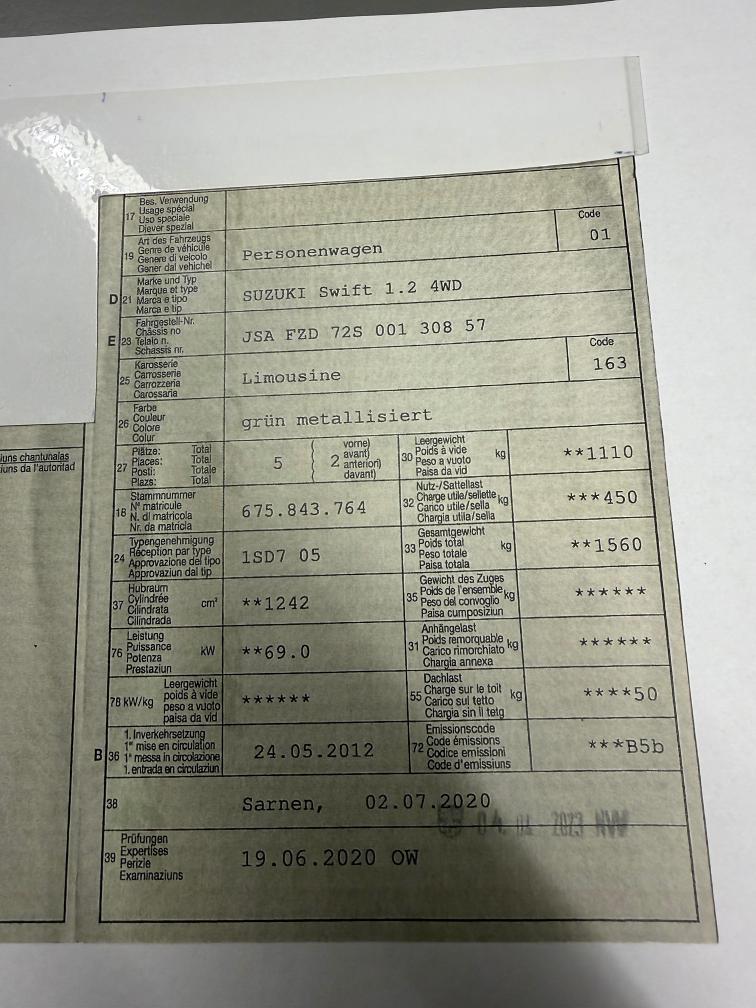 17 Bes. Verwendung
Usage spécial
Uso speciale
Diever spezial
19 Art des Fahrzeugs
Genre de véhicule
Genere di veicolo
Gener dal vehichel
Personenwagen
Code
01
D 21 Marke und Typ
Marque et type
Marca e tipo
Marca e tip
SUZUKI Swift 1.2 4WD
E 23 Fahrgestell-Nr.
Châssis no
Telaio n.
Schassis nr.
JSA FZD 72S 001 308 57
25 Karosserie
Carrosserie
Carrozzeria
Carossaria
Limousine
Code
163
26 Farbe
Couleur
Colore
Colur
grün metallisiert
iuns chantunalas
iuns da l'autoritad
27 Plätze: Total
Places: Total
Posti: Totale
Plazs: Total
5
2
vorne)
avant)
anteriori)
davant)
30 Leergewicht
Poids à vide
Peso a vuoto
Paisa da vid
kg
**1110
18 Stammnummer
N° matricule
N. di matricola
Nr. da matricla
675.843.764
32 Nutz-/Sattellast
Charge utile/sellette
Carico utile/sella
Chargia utila/sella
kg
***450
24 Typengenehmigung
Réception par type
Approvazione del tipo
Approvaziun dal tip
1SD7 05
33 Gesamtgewicht
Poids total
Peso totale
Paisa totala
kg
**1560
37 Hubraum
Cylindrée
Cilindrata
Cilindrada
cm³
**1242
35 Gewicht des Zuges
Poids de l'ensemble
Peso del convoglio
Paisa cumposiziun
kg
******
76 Leistung
Puissance
Potenza
Prestaziun
kW
**69.0
31 Anhängelast
Poids remorquable
Carico rimorchiato
Chargia annexa
kg
******
78 kW/kg
Leergewicht
poids à vide
peso a vuoto
paisa da vid
******
55 Dachlast
Charge sur le toit
Carico sul tetto
Chargia sin il tetg
kg
****50
B 36 1. Inverkehrsetzung
1re mise en circulation
1a messa in circolazione
1. entrada en circulaziun
24.05.2012
72 Emissionscode
Code émissions
Codice emissioni
Code d'emissiuns
***B5b
38
Sarnen, 02.07.2020
2023 NW
39 Prüfungen
Expertises
Perizie
Examinaziuns
19.06.2020 OW